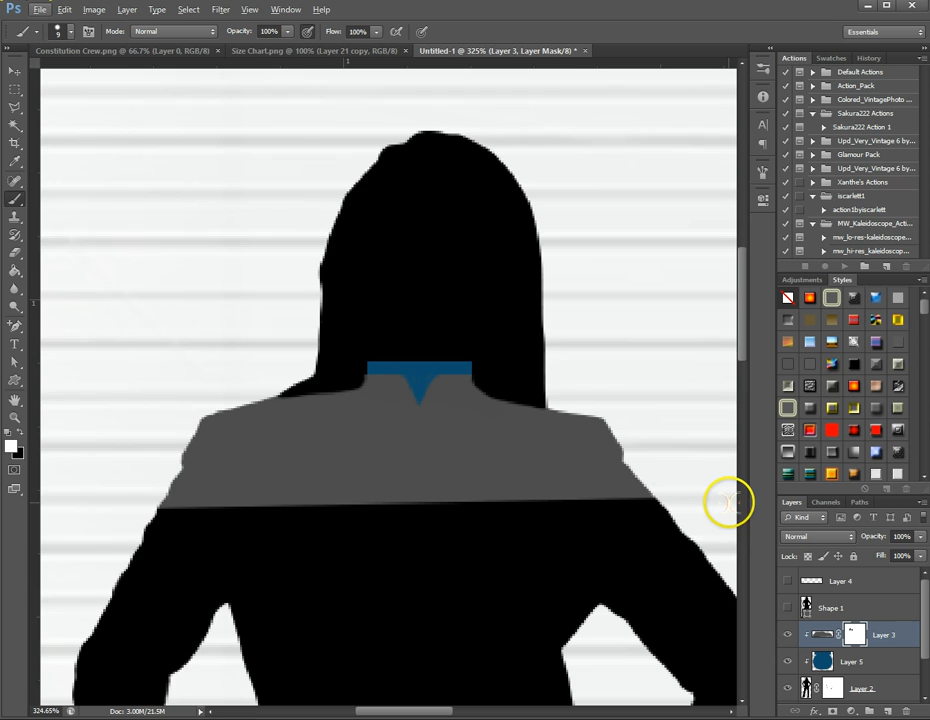 Ps File Edit Image Layer Type Select Filter View Window Help
9 Mode: Normal Opacity: 100% Flow: 100% Essentials
Constitution Crew.png @ 66.7% (Layer 0, RGB/8) × Size Chart.png @ 100% (Layer 21 copy, RGB/8) × Untitled-1 @ 325% (Layer 3, Layer Mask/8) * ×
Actions Swatches History
1
Default Actions
Action_Pack
Colored_VintagePhoto ...
Sakura222 Actions
Sakura222 Action 1
Upd_Very_Vintage 6 by...
Glamour Pack
Upd_Very_Vintage 6 by...
Xanthe's Actions
iscarlett1
action1byiscarlett
MW_Kaleidoscope_Acti...
mw_lo-res-kaleidoscope...
mw_hi-res_kaleidoscop...
Adjustments Styles
1
Layers Channels Paths
Kind
Normal Opacity: 100%
Lock: Fill: 100%
Layer 4
Shape 1
Layer 3
Layer 5
Layer 2
324.65% Doc: 3.00M/21.5M
fx